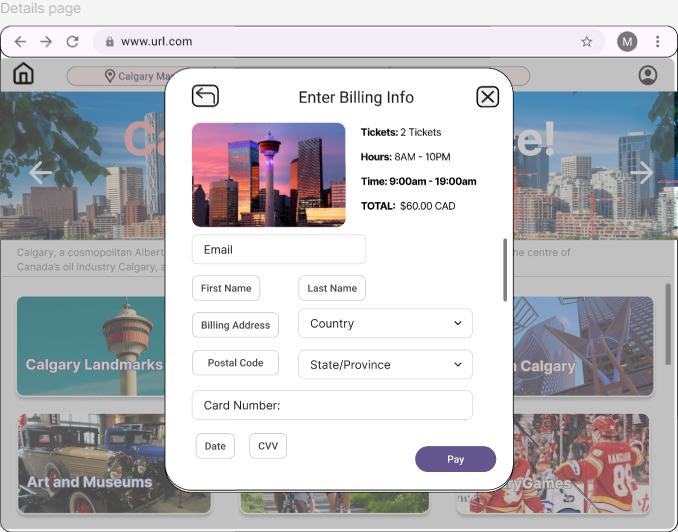 Details page
www.url.com
M
Calgary Ma
Enter Billing Info
Ca
e!
Tickets: 2 Tickets
Hours: 8AM - 10PM
Time: 9:00am - 19:00am
TOTAL: $60.00 CAD
Calgary, a cosmopolitan Albert
he centre of
Canada's oil industry Calgary, a
Email
First Name
Last Name
Billing Address
Country
Postal Code
State/Province
Card Number:
Date
CVV
Pay
Calgary Landmarks
n Calgary
Art and Museums
ryGames
88